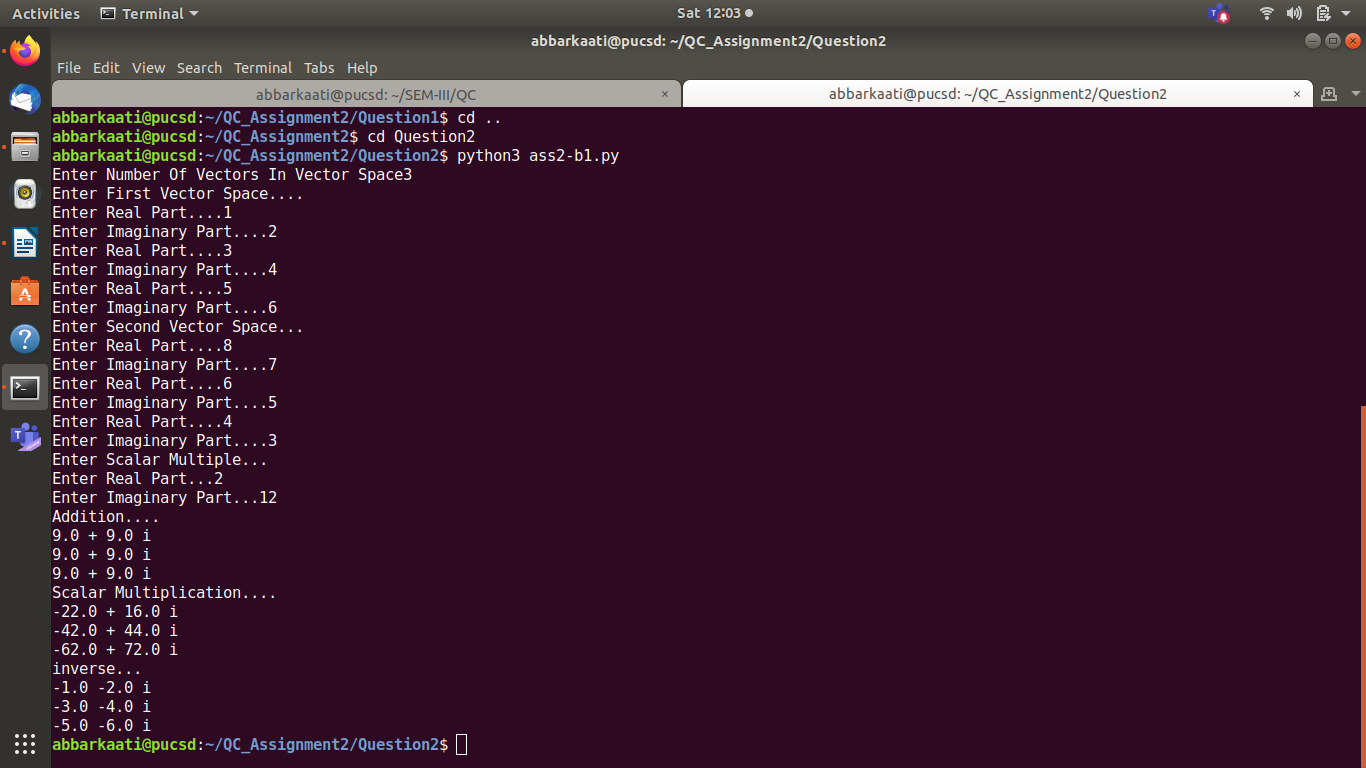 Activities Terminal Sat 12:03
abbarkaati@pucsd: ~/QC_Assignment2/Question2
File Edit View Search Terminal Tabs Help
abbarkaati@pucsd: ~/SEM-III/QC × abbarkaati@pucsd: ~/QC_Assignment2/Question2 ×
abbarkaati@pucsd:~/QC_Assignment2/Question1$ cd ..
abbarkaati@pucsd:~/QC_Assignment2$ cd Question2
abbarkaati@pucsd:~/QC_Assignment2/Question2$ python3 ass2-b1.py
Enter Number Of Vectors In Vector Space3
Enter First Vector Space....
Enter Real Part....1
Enter Imaginary Part....2
Enter Real Part....3
Enter Imaginary Part....4
Enter Real Part....5
Enter Imaginary Part....6
Enter Second Vector Space...
Enter Real Part....8
Enter Imaginary Part....7
Enter Real Part....6
Enter Imaginary Part....5
Enter Real Part....4
Enter Imaginary Part....3
Enter Scalar Multiple...
Enter Real Part...2
Enter Imaginary Part...12
Addition....
9.0 + 9.0 i
9.0 + 9.0 i
9.0 + 9.0 i
Scalar Multiplication....
-22.0 + 16.0 i
-42.0 + 44.0 i
-62.0 + 72.0 i
inverse...
-1.0 -2.0 i
-3.0 -4.0 i
-5.0 -6.0 i
abbarkaati@pucsd:~/QC_Assignment2/Question2$